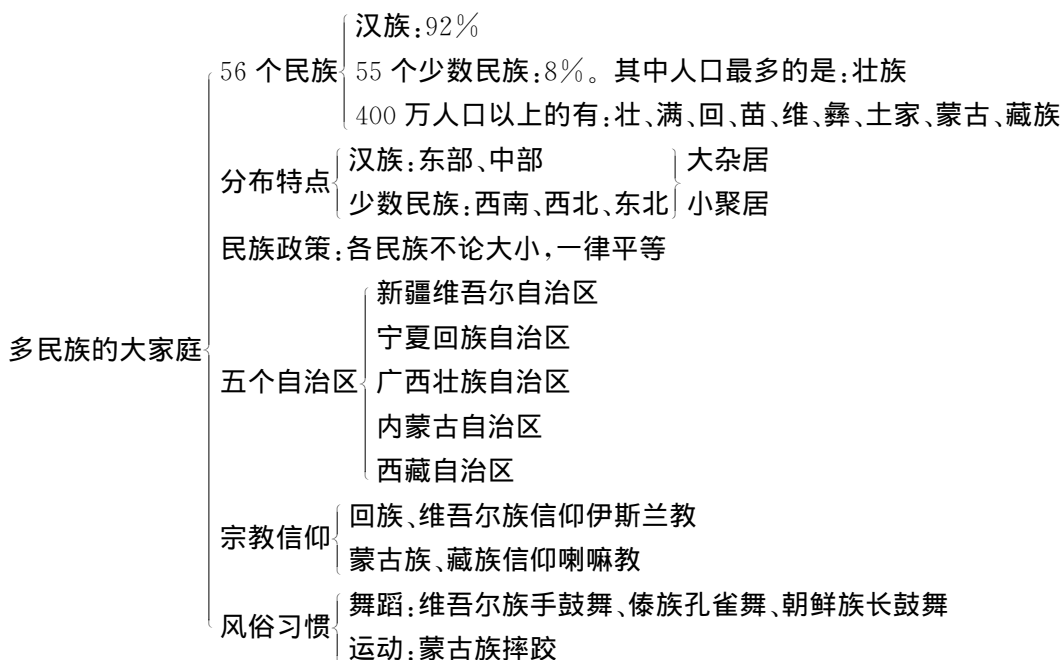 汉族:92%
56 个民族
55 个少数民族:8%。其中人口最多的是:壮族
400 万人口以上的有:壮、满、回、苗、维、彝、土家、蒙古、藏族
分布特点
汉族:东部、中部
大杂居
少数民族:西南、西北、东北
小聚居
民族政策:各民族不论大小,一律平等
多民族的大家庭
五个自治区
新疆维吾尔自治区
宁夏回族自治区
广西壮族自治区
内蒙古自治区
西藏自治区
宗教信仰
回族、维吾尔族信仰伊斯兰教
蒙古族、藏族信仰喇嘛教
风俗习惯
舞蹈:维吾尔族手鼓舞、傣族孔雀舞、朝鲜族长鼓舞
运动:蒙古族摔跤